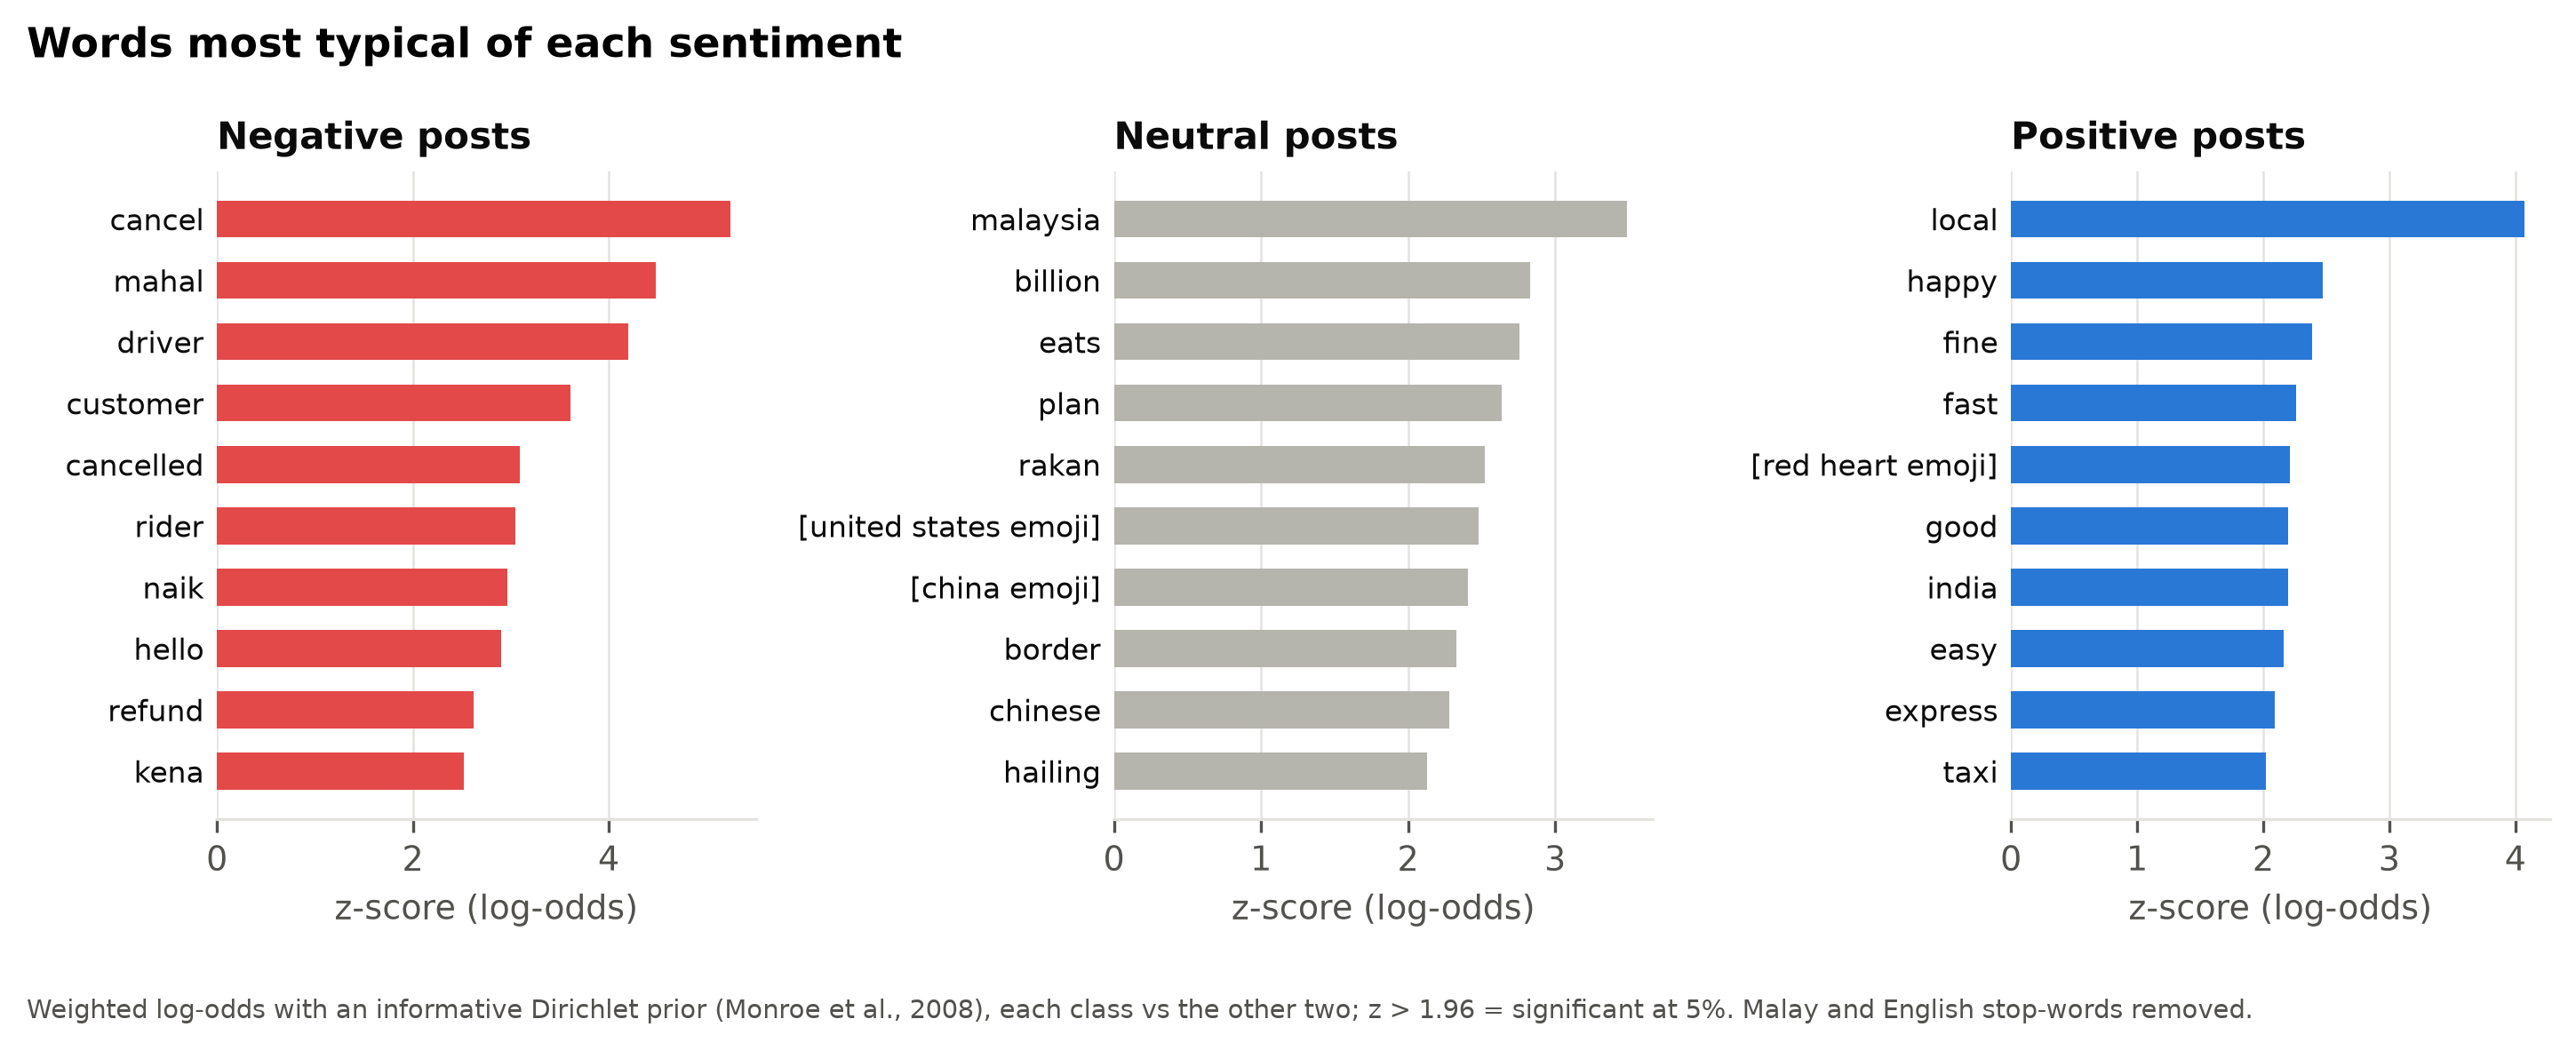 Words most typical of each sentiment
Negative posts
cancel
mahal
driver
customer
cancelled
rider
naik
hello
refund
kena
0 2 4
z-score (log-odds)
Neutral posts
malaysia
billion
eats
plan
rakan
[united states emoji]
[china emoji]
border
chinese
hailing
0 1 2 3
z-score (log-odds)
Positive posts
local
happy
fine
fast
[red heart emoji]
good
india
easy
express
taxi
0 1 2 3 4
z-score (log-odds)
Weighted log-odds with an informative Dirichlet prior (Monroe et al., 2008), each class vs the other two; z > 1.96 = significant at 5%. Malay and English stop-words removed.